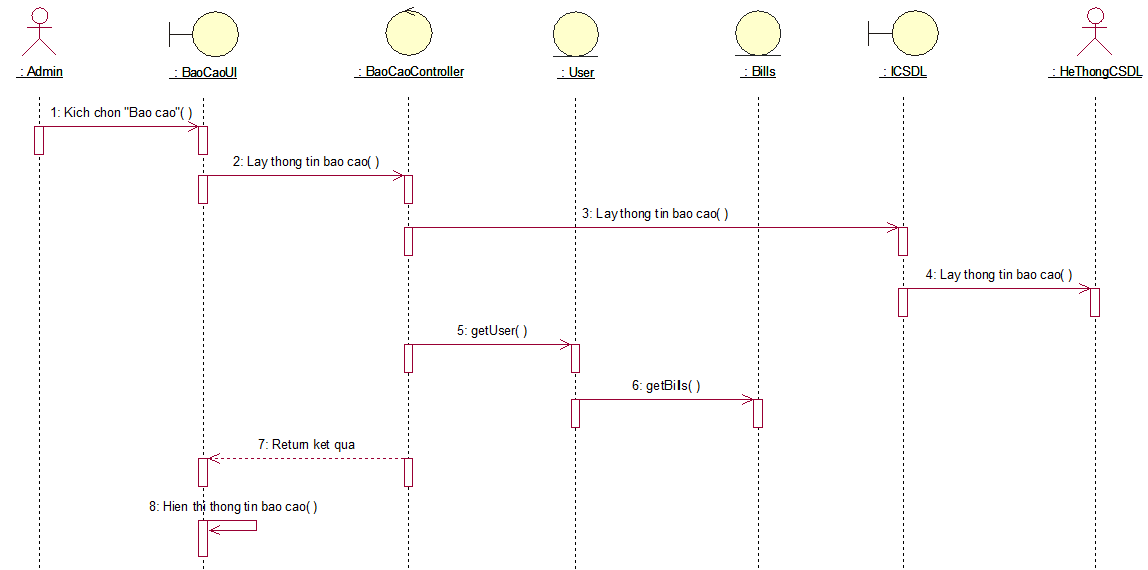 : Admin
: BaoCaoUI
: BaoCaoController
: User
: Bills
: ICSDL
: HeThongCSDL
1: Kich chon "Bao cao"( )
2: Lay thong tin bao cao( )
3: Lay thong tin bao cao( )
4: Lay thong tin bao cao( )
5: getUser( )
6: getBills( )
7: Return ket qua
8: Hien thi thong tin bao cao( )